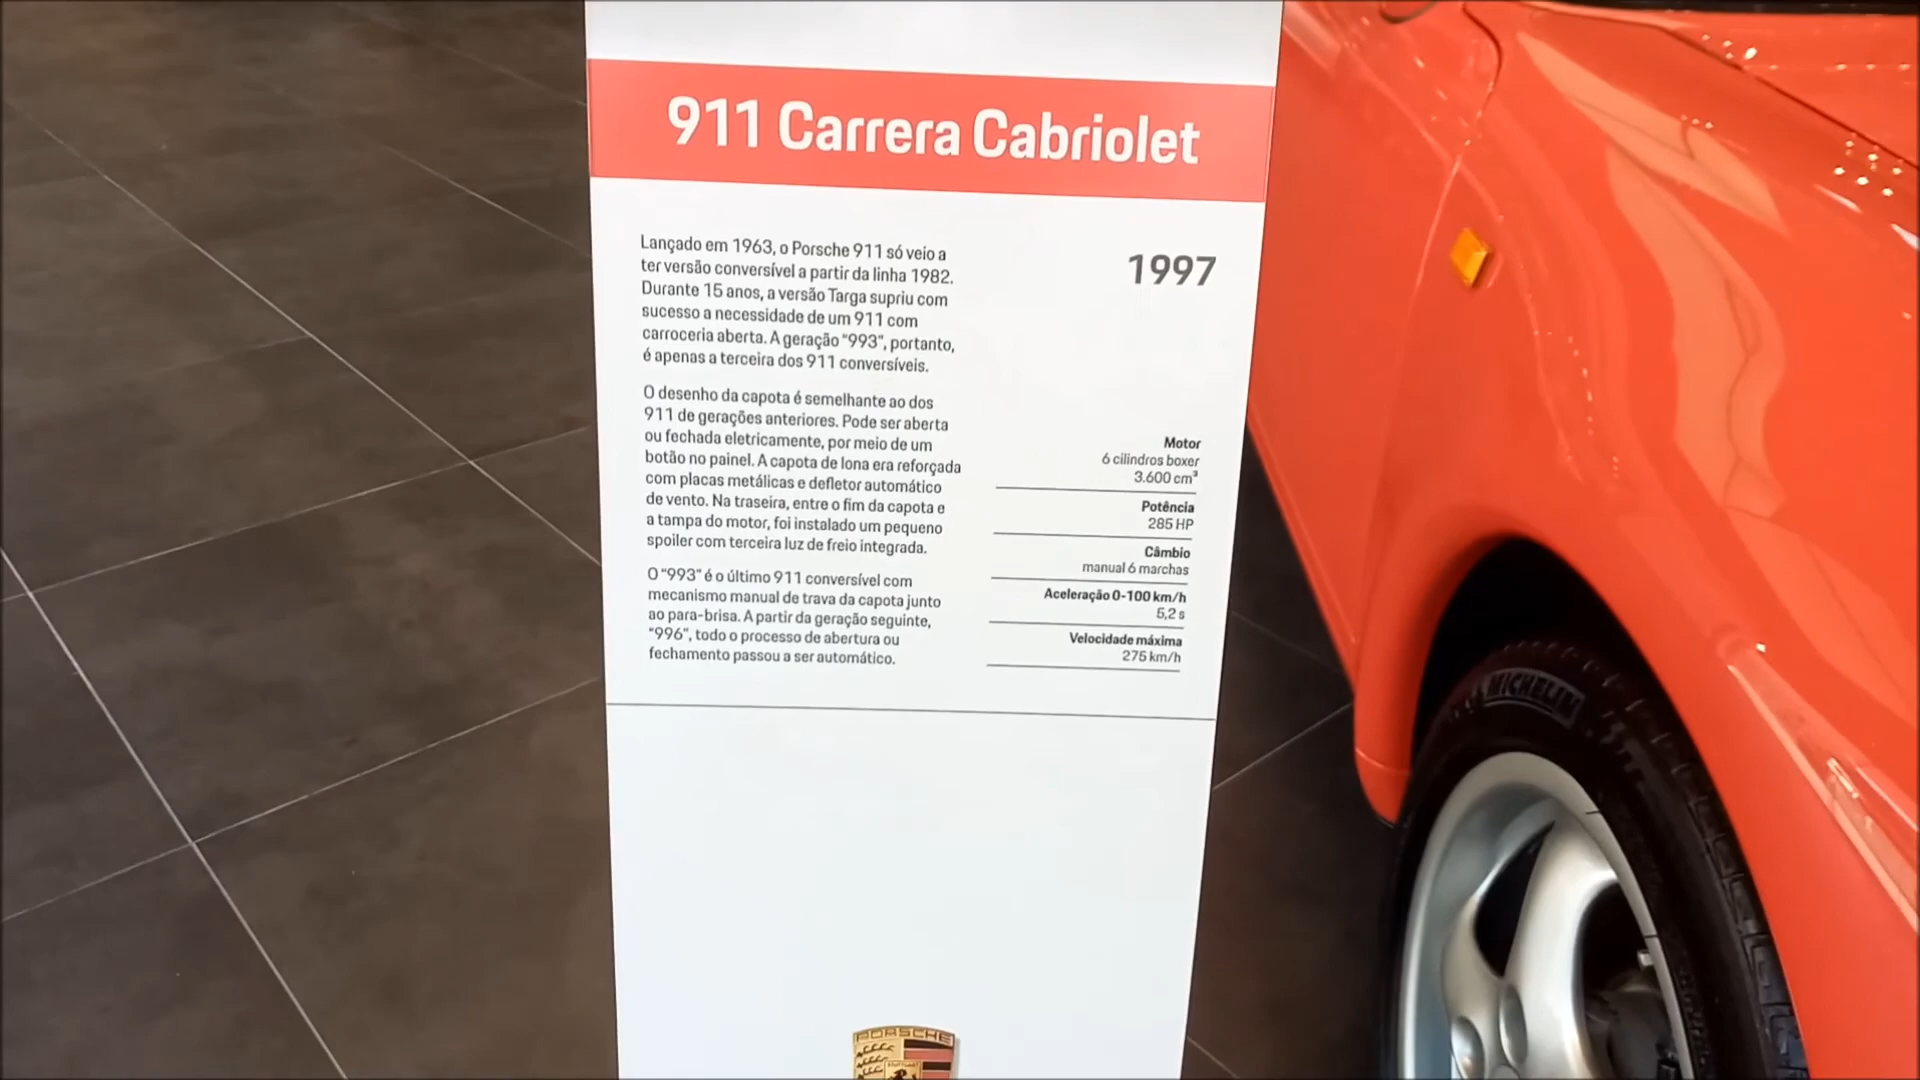 911 Carrera Cabriolet
Lançado em 1963, o Porsche 911 só veio a
ter versão conversível a partir da linha 1982.
Durante 15 anos, a versão Targa supriu com
sucesso a necessidade de um 911 com
carroceria aberta. A geração “993”, portanto,
é apenas a terceira dos 911 conversíveis.
O desenho da capota é semelhante ao dos
911 de gerações anteriores. Pode ser aberta
ou fechada eletricamente, por meio de um
botão no painel. A capota de lona era reforçada
com placas metálicas e defletor automático
de vento. Na traseira, entre o fim da capota e
a tampa do motor, foi instalado um pequeno
spoiler com terceira luz de freio integrada.
O “993” é o último 911 conversível com
mecanismo manual de trava da capota junto
ao para-brisa. A partir da geração seguinte,
“996”, todo o processo de abertura ou
fechamento passou a ser automático.
1997
Motor
6 cilindros boxer
3.600 cm³
Potência
285 HP
Câmbio
manual 6 marchas
Aceleração 0-100 km/h
5,2 s
Velocidade máxima
275 km/h
MICHELIN
PORSCHE